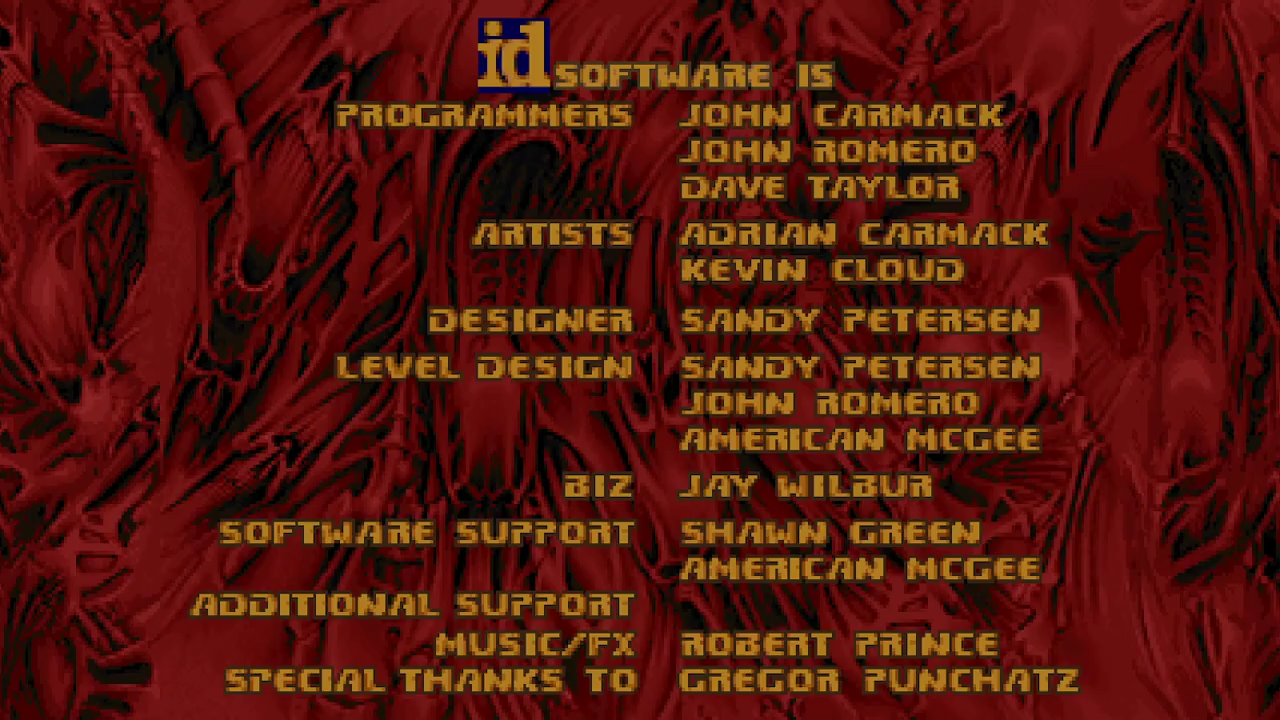 id SOFTWARE IS
PROGRAMMERS JOHN CARMACK
JOHN ROMERO
DAVE TAYLOR
ARTISTS ADRIAN CARMACK
KEVIN CLOUD
DESIGNER SANDY PETERSEN
LEVEL DESIGN SANDY PETERSEN
JOHN ROMERO
AMERICAN MCGEE
BIZ JAY WILBUR
SOFTWARE SUPPORT SHAWN GREEN
AMERICAN MCGEE
ADDITIONAL SUPPORT
MUSIC/FX ROBERT PRINCE
SPECIAL THANKS TO GREGOR PUNCHATZ